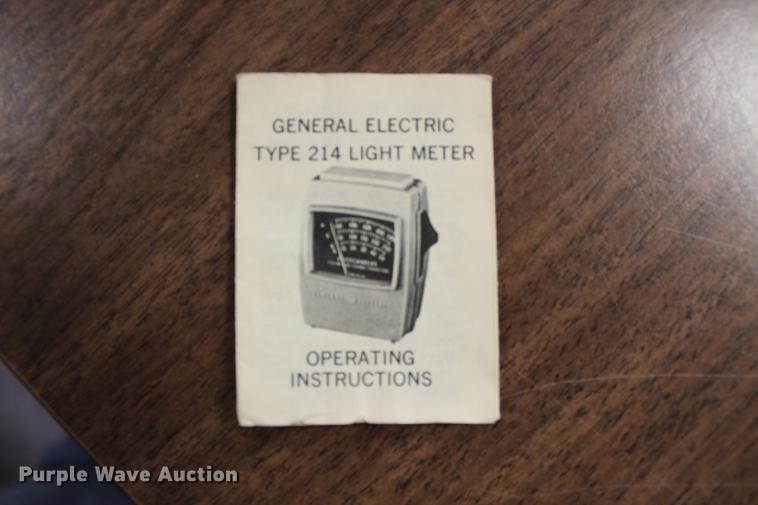 GENERAL ELECTRIC
TYPE 214 LIGHT METER
OPERATING
INSTRUCTIONS
Purple Wave Auction